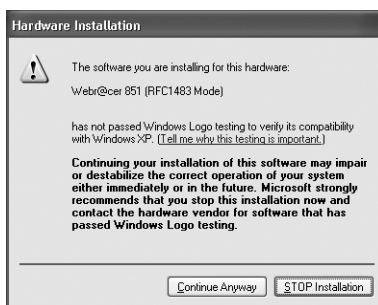 Hardware Installation
The software you are installing for this hardware:
Webr@cer 851 (RFC1483 Mode)
has not passed Windows Logo testing to verify its compatibility
with Windows XP. (Tell me why this testing is important.)
Continuing your installation of this software may impair
or destabilize the correct operation of your system
either immediately or in the future. Microsoft strongly
recommends that you stop this installation now and
contact the hardware vendor for software that has
passed Windows Logo testing.
Continue Anyway STOP Installation